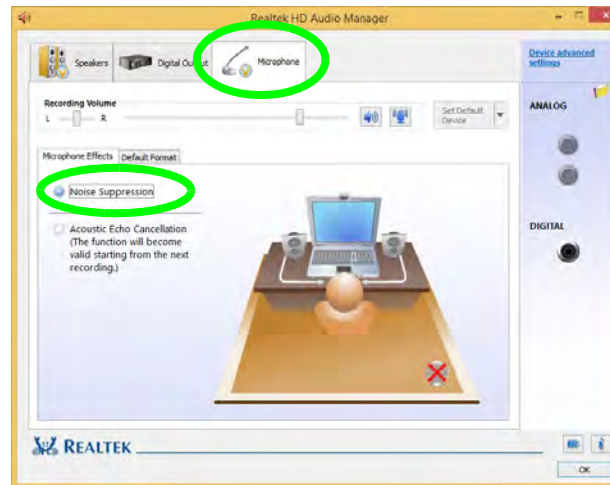 Realtek HD Audio Manager
Speakers
Digital Output
Microphone
Device advanced
settings
Recording Volume
L
R
Set Default
Device
ANALOG
Microphone Effects
Default Format
Noise Suppression
Acoustic Echo Cancellation
(The function will become
valid starting from the next
recording.)
DIGITAL
REALTEK
OK